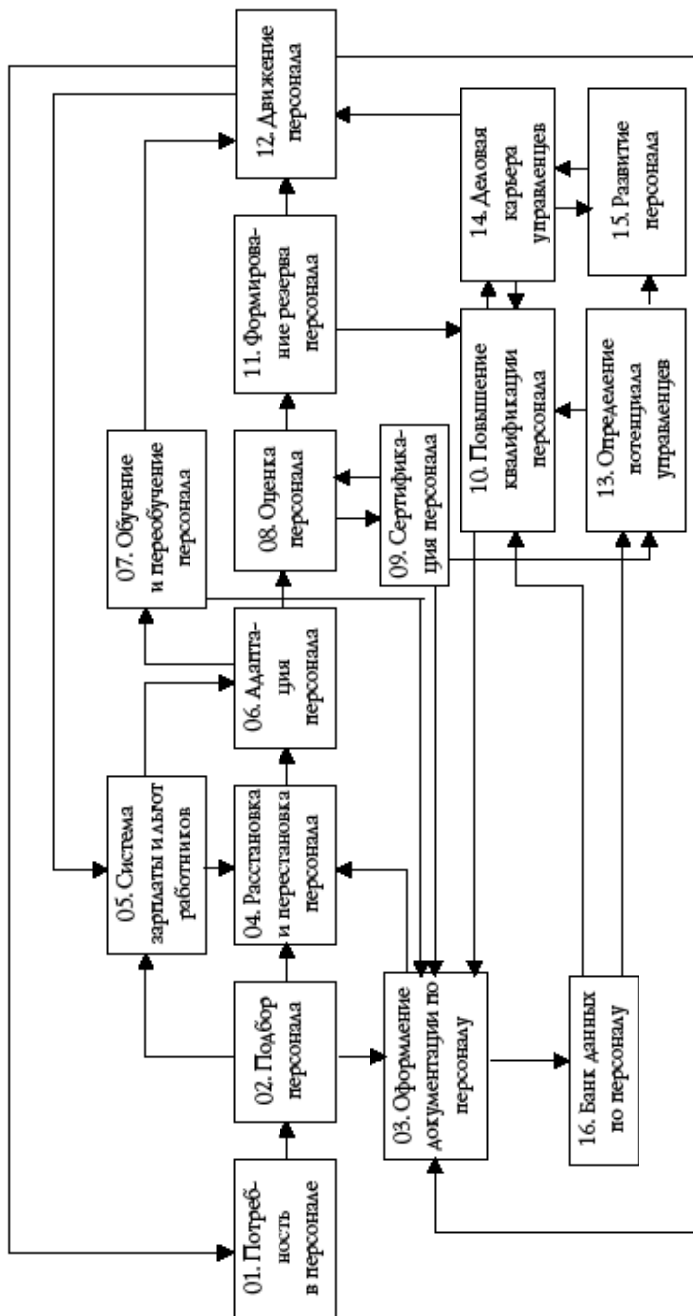 01. Потреб-
ность
в персонале
02. Подбор
персонала
03. Оформление
документации по
персоналу
04. Расстановка
и перестановка
персонала
05. Система
зарплаты и льгот
работников
06. Адапта-
ция
персонала
07. Обучение
и переобучение
персонала
08. Оценка
персонала
09. Сертифика-
ция персонала
10. Повышение
квалификации
персонала
11. Формирова-
ние резерва
персонала
12. Движение
персонала
13. Определение
потенциала
управленцев
14. Деловая
карьера
управленцев
15. Развитие
персонала
16. Банк данных
по персоналу